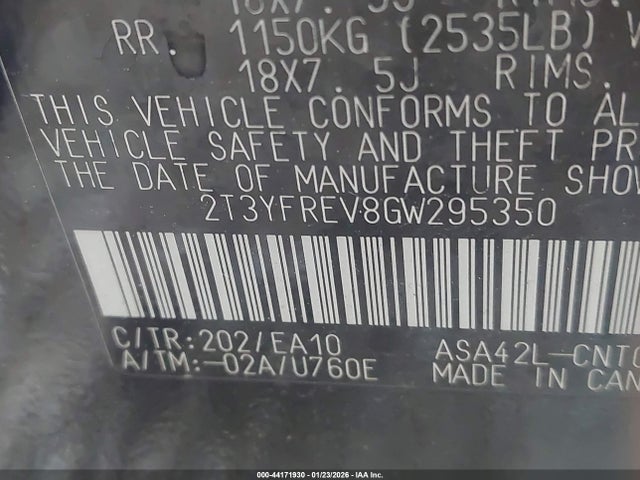 RIMS.
RR. 1150KG (2535LB) W
18X7.5J RIMS.
THIS VEHICLE CONFORMS TO AL
VEHICLE SAFETY AND THEFT PR
THE DATE OF MANUFACTURE SHOW
2T3YFREV8GW295350
C/TR:202/EA10
A/TM:-02A/U760E
ASA42L-CNT
MADE IN CAN
000-44171930 - 01/23/2026 - IAA Inc.